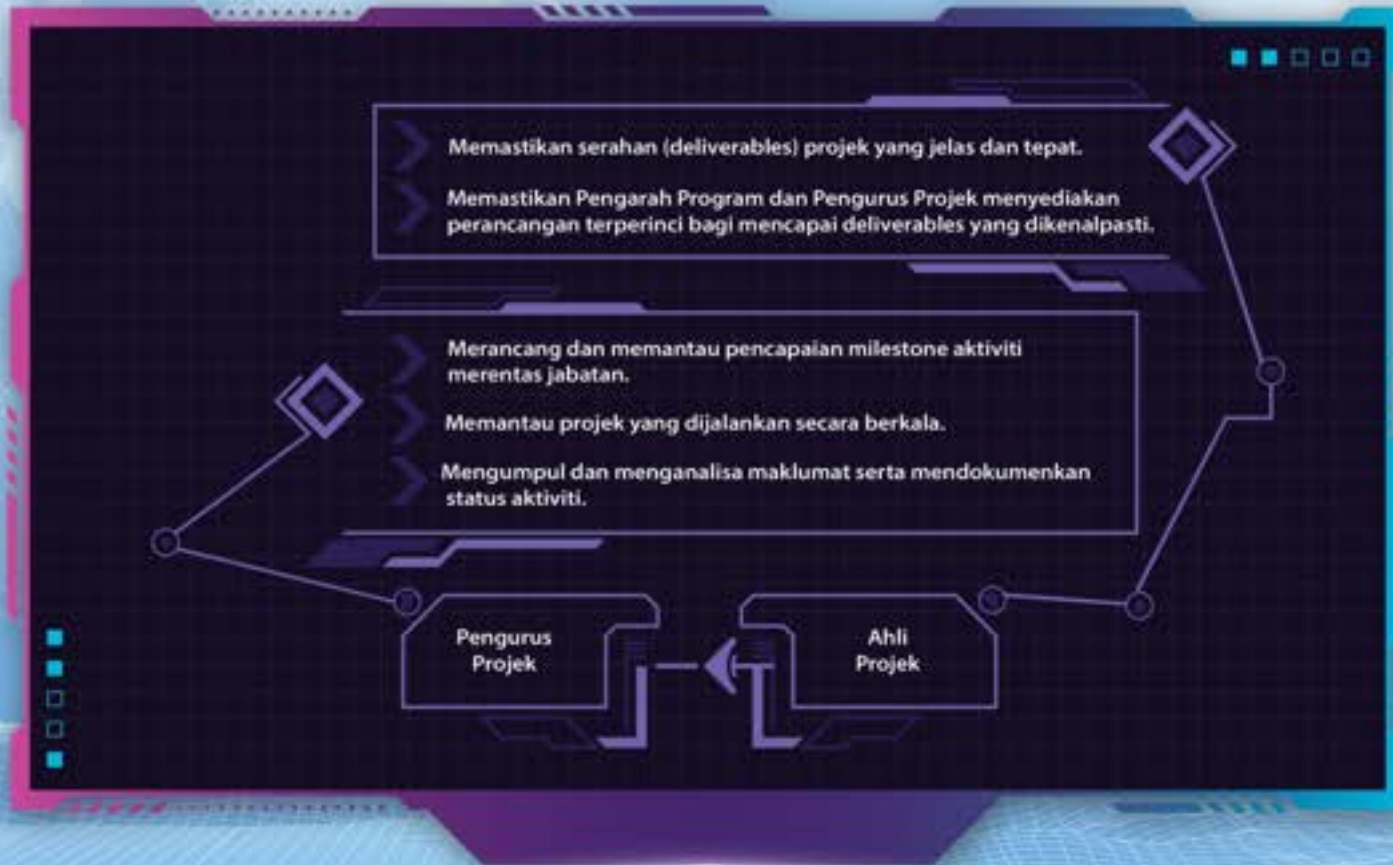 Memastikan serahan (deliverables) projek yang jelas dan tepat.
Memastikan Pengarah Program dan Pengurus Projek menyediakan
perancangan terperinci bagi mencapai deliverables yang dikenalpasti.
Merancang dan memantau pencapaian milestone aktiviti
merentas jabatan.
Memantau projek yang dijalankan secara berkala.
Mengumpul dan menganalisa maklumat serta mendokumenkan
status aktiviti.
Pengurus
Projek
Ahli
Projek